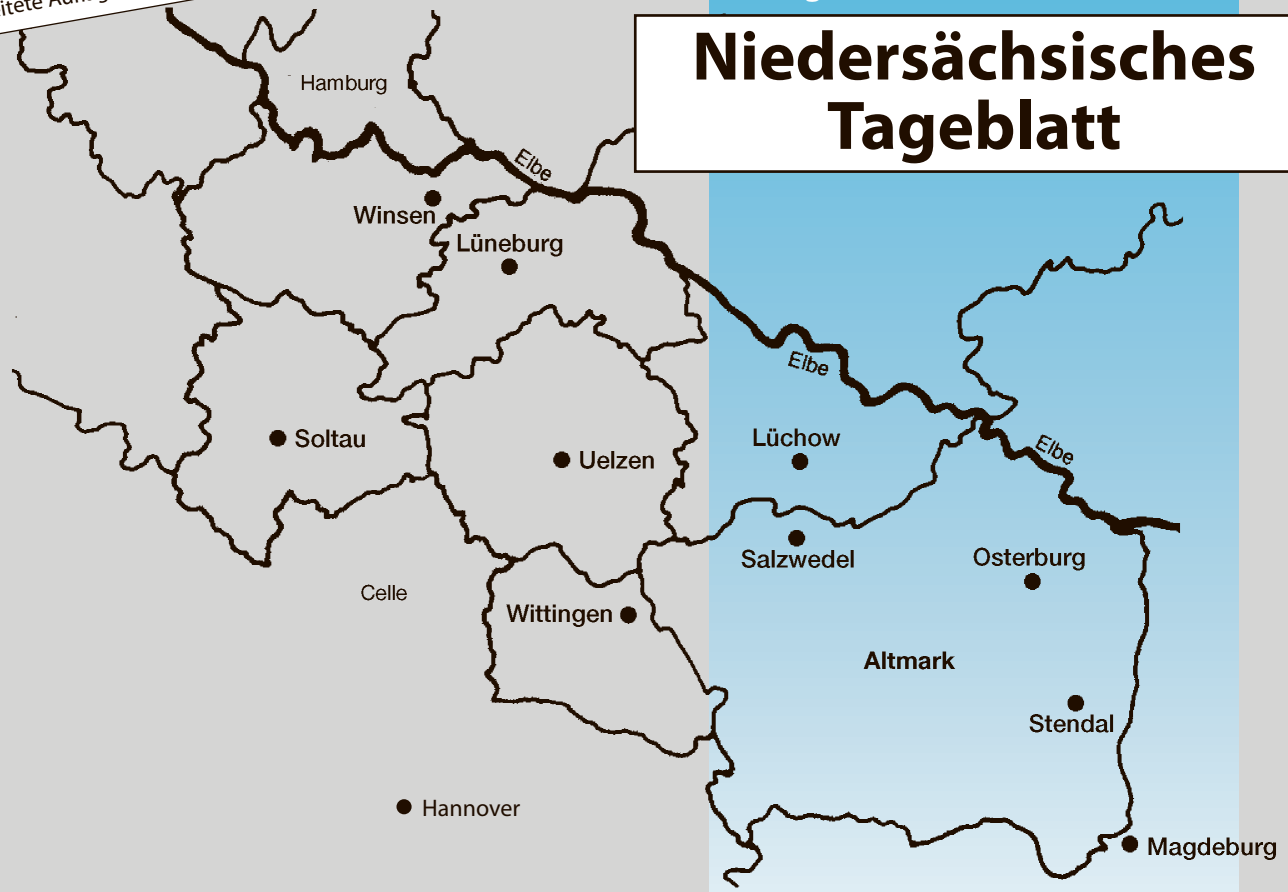 Niedersächsisches
Tageblatt
Hamburg
Elbe
Winsen
Lüneburg
Elbe
Soltau
Uelzen
Lüchow
Elbe
Salzwedel
Osterburg
Celle
Wittingen
Altmark
Stendal
Hannover
Magdeburg